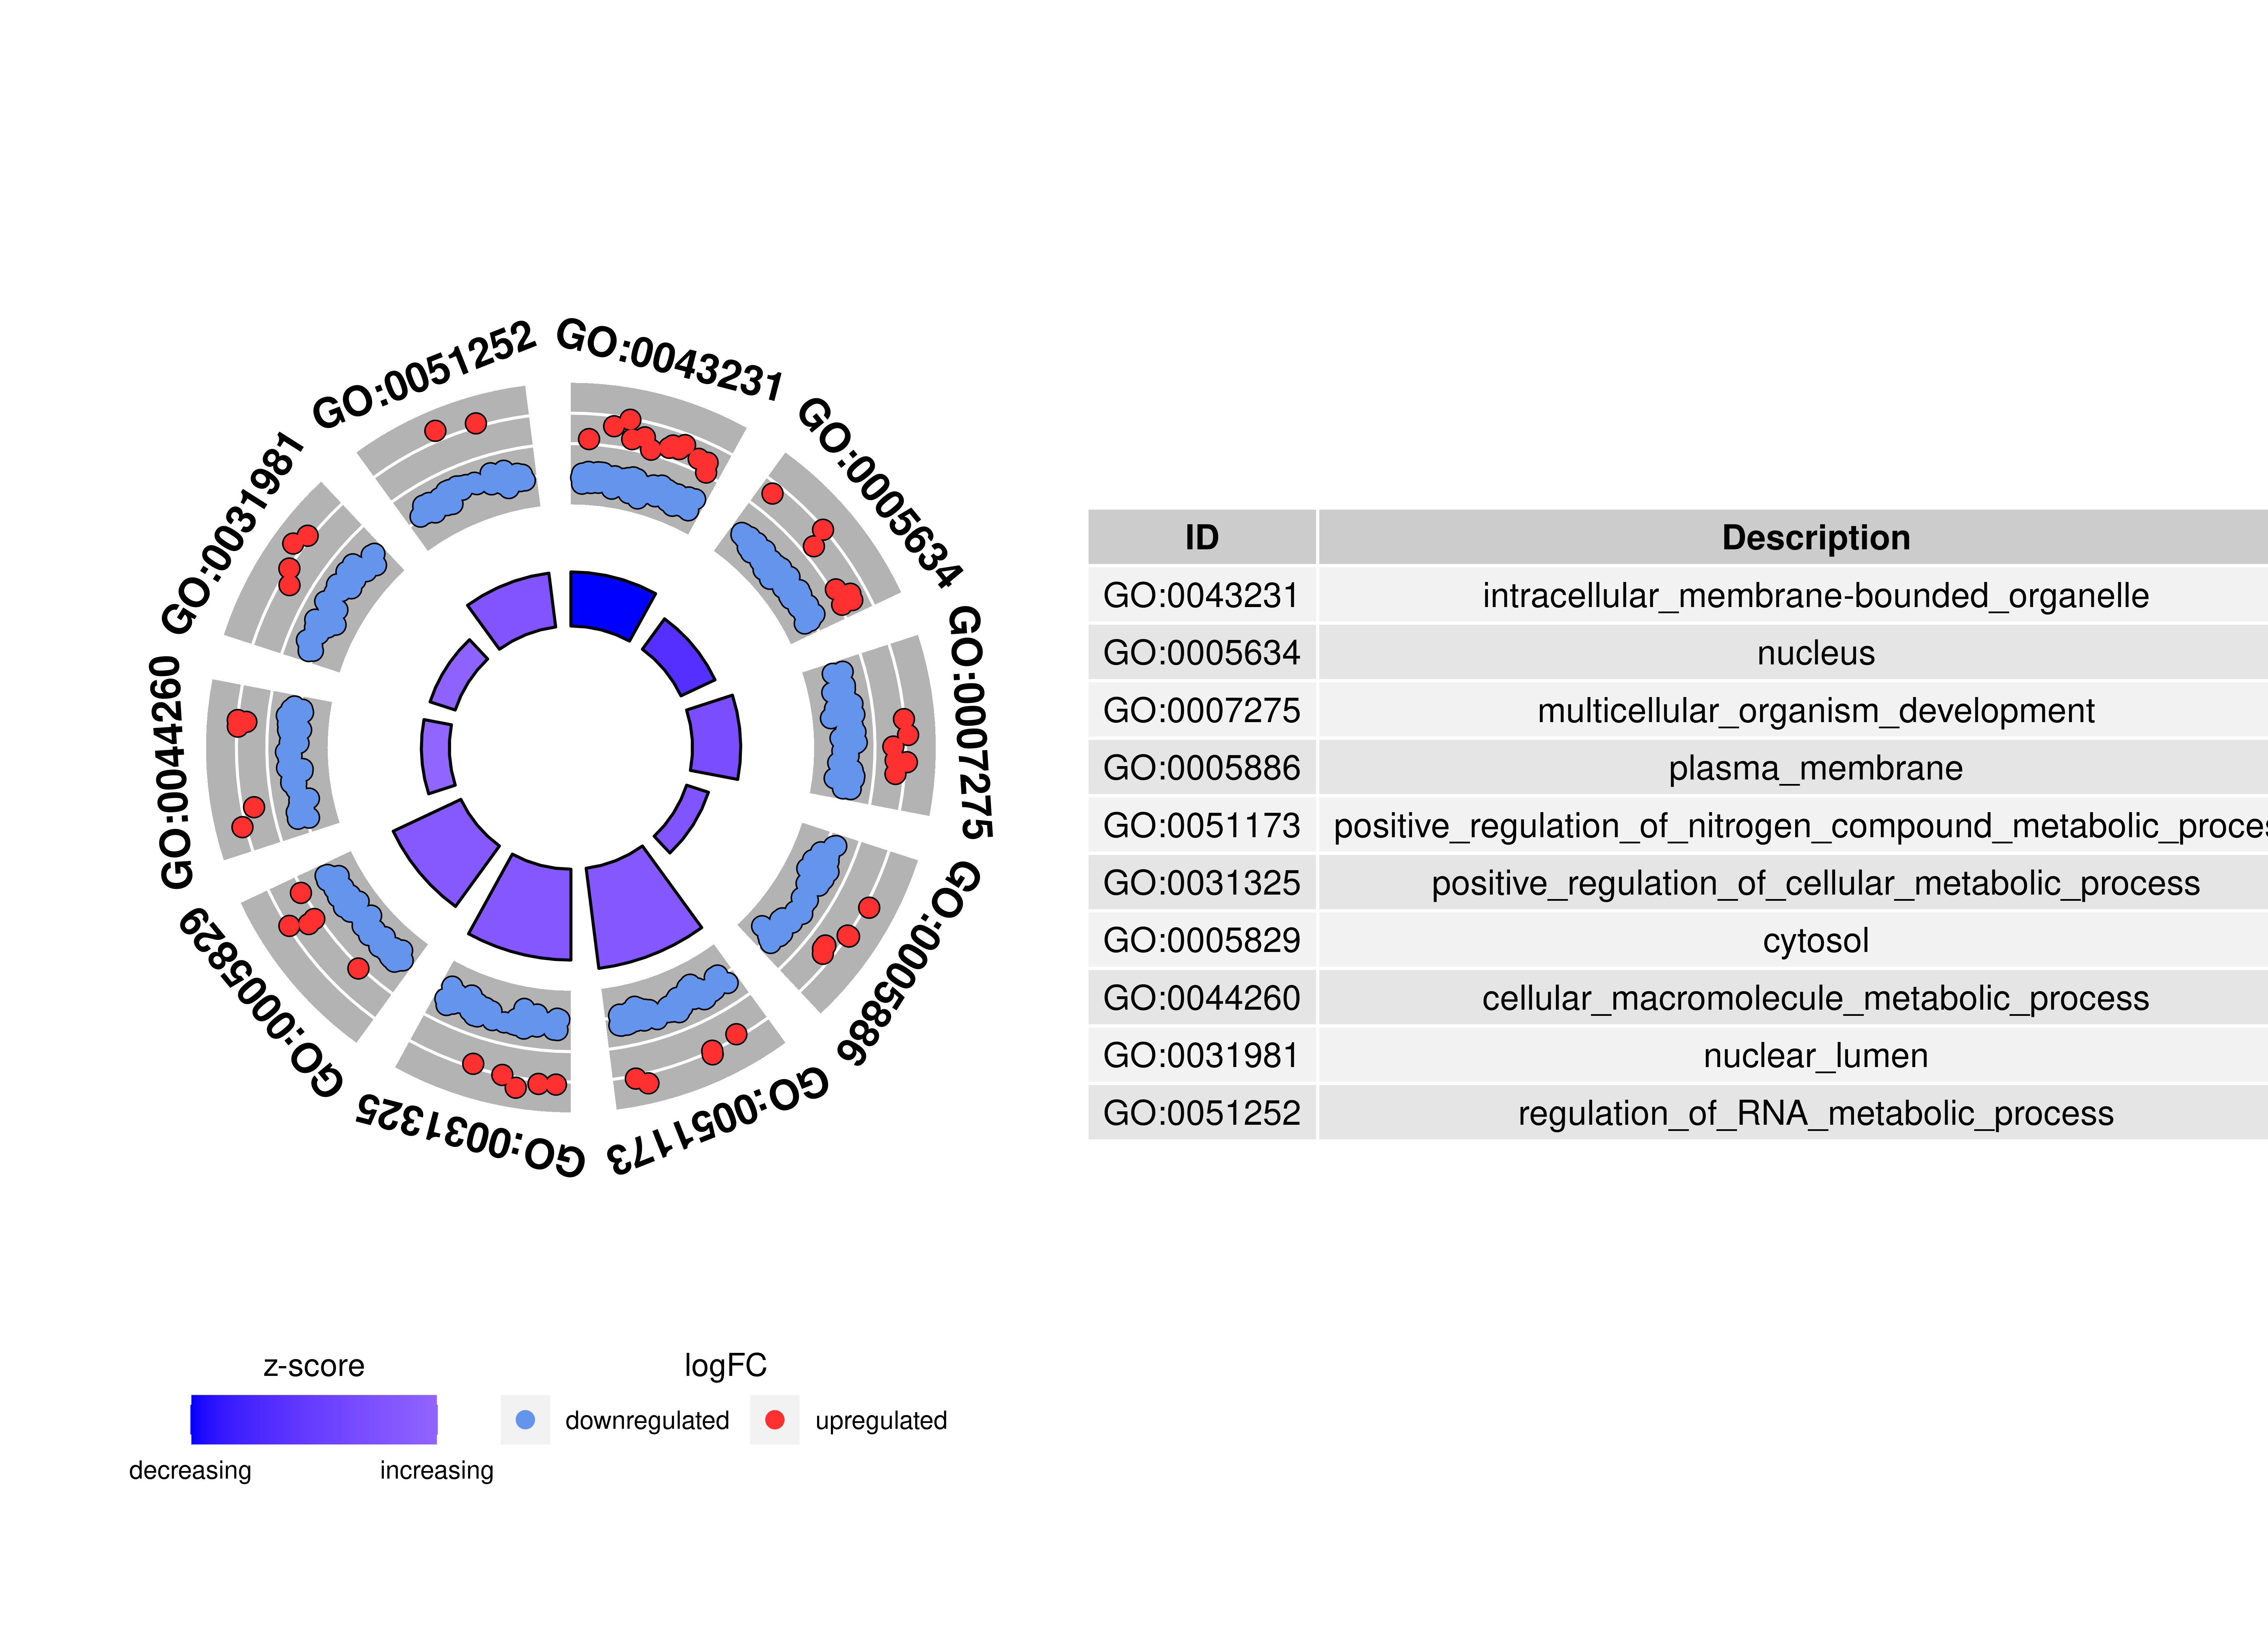 GO:0043231
GO:0005634
GO:0007275
GO:0005886
GO:0051173
GO:0031325
GO:0005829
GO:0044260
GO:0031981
GO:0051252
ID Description
GO:0043231 intracellular_membrane-bounded_organelle
GO:0005634 nucleus
GO:0007275 multicellular_organism_development
GO:0005886 plasma_membrane
GO:0051173 positive_regulation_of_nitrogen_compound_metabolic_proces
GO:0031325 positive_regulation_of_cellular_metabolic_process
GO:0005829 cytosol
GO:0044260 cellular_macromolecule_metabolic_process
GO:0031981 nuclear_lumen
GO:0051252 regulation_of_RNA_metabolic_process
z-score
decreasing increasing
logFC
downregulated upregulated